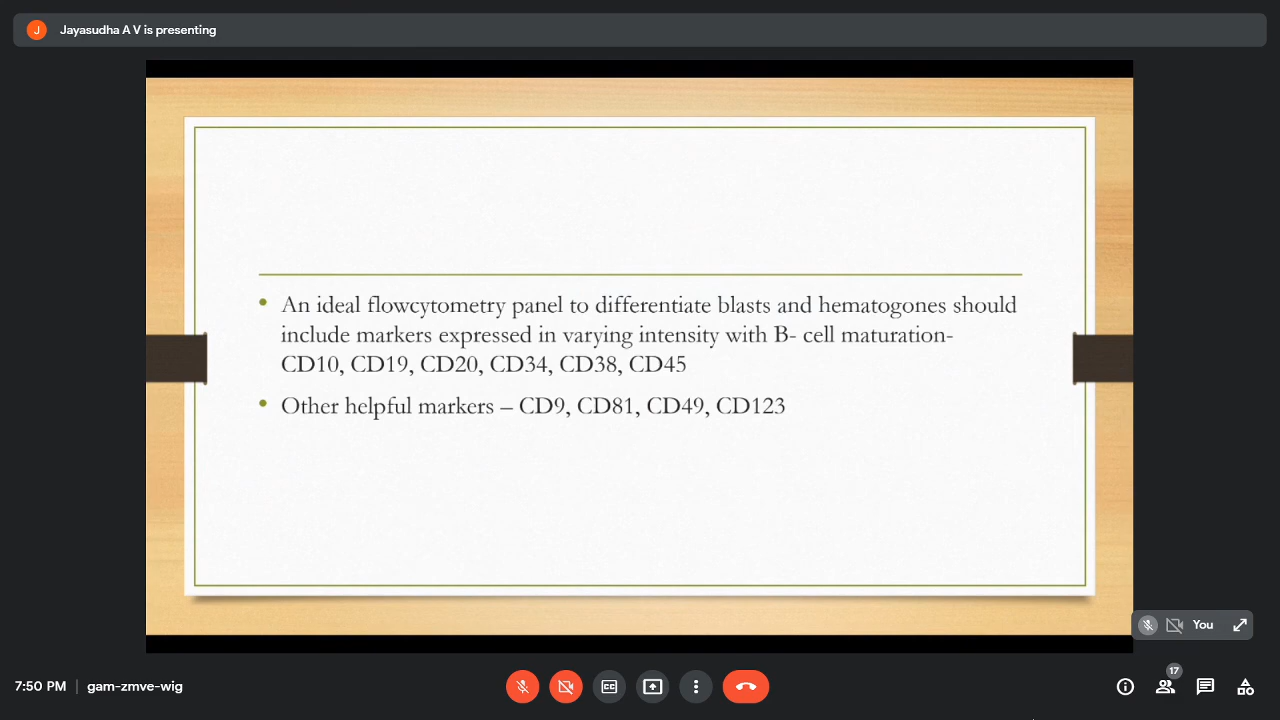 J
Jayasudha A V is presenting
• An ideal flowcytometry panel to differentiate blasts and hematogones should
include markers expressed in varying intensity with B- cell maturation-
CD10, CD19, CD20, CD34, CD38, CD45
• Other helpful markers – CD9, CD81, CD49, CD123
You
7:50 PM | gam-zmve-wig
CC
17